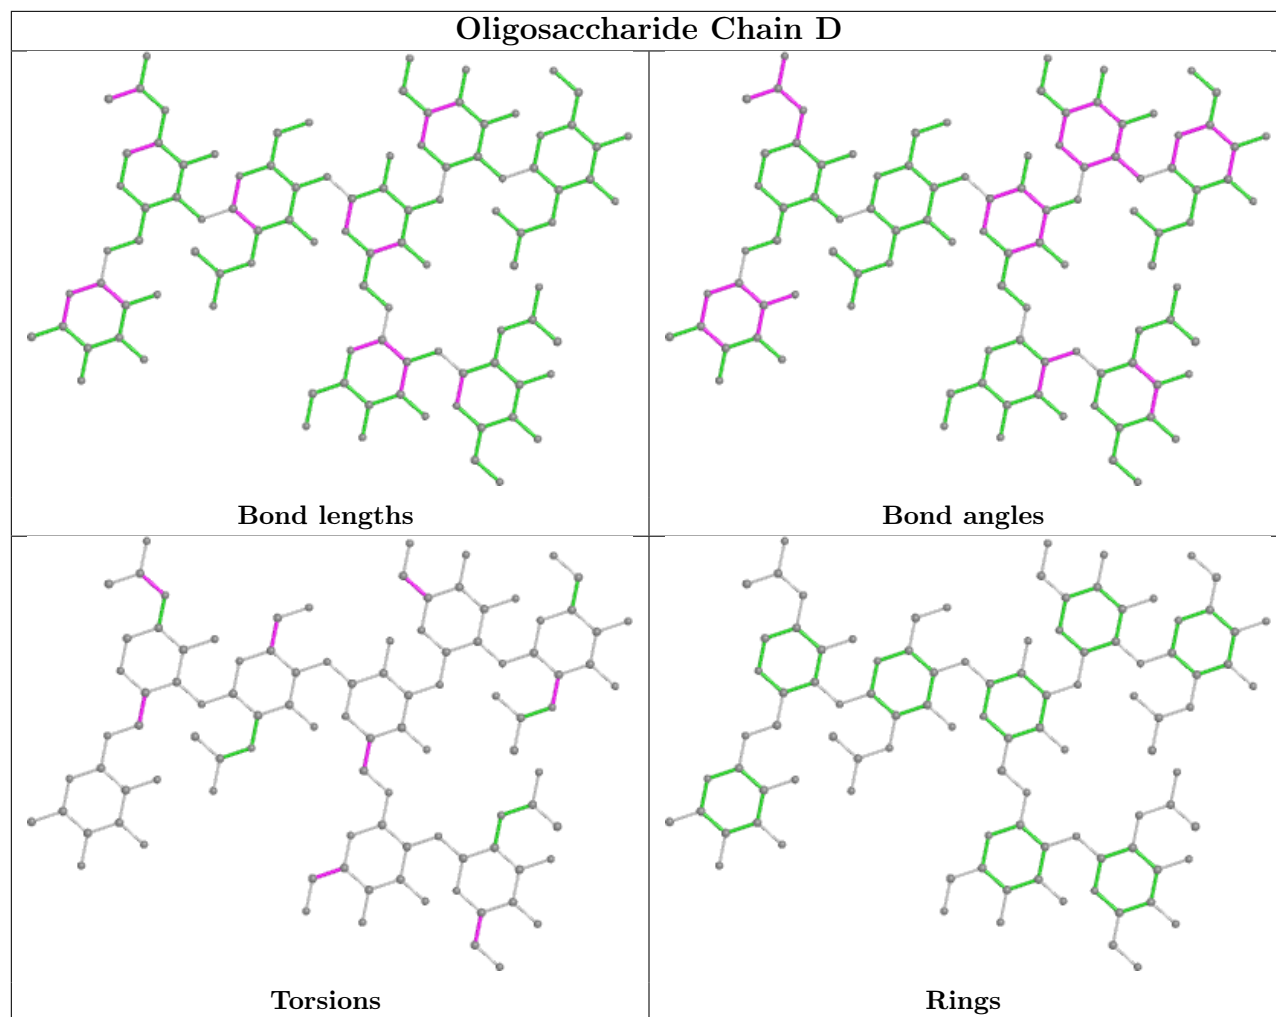 Oligosaccharide Chain D
Bond lengths
Bond angles
Torsions
Rings